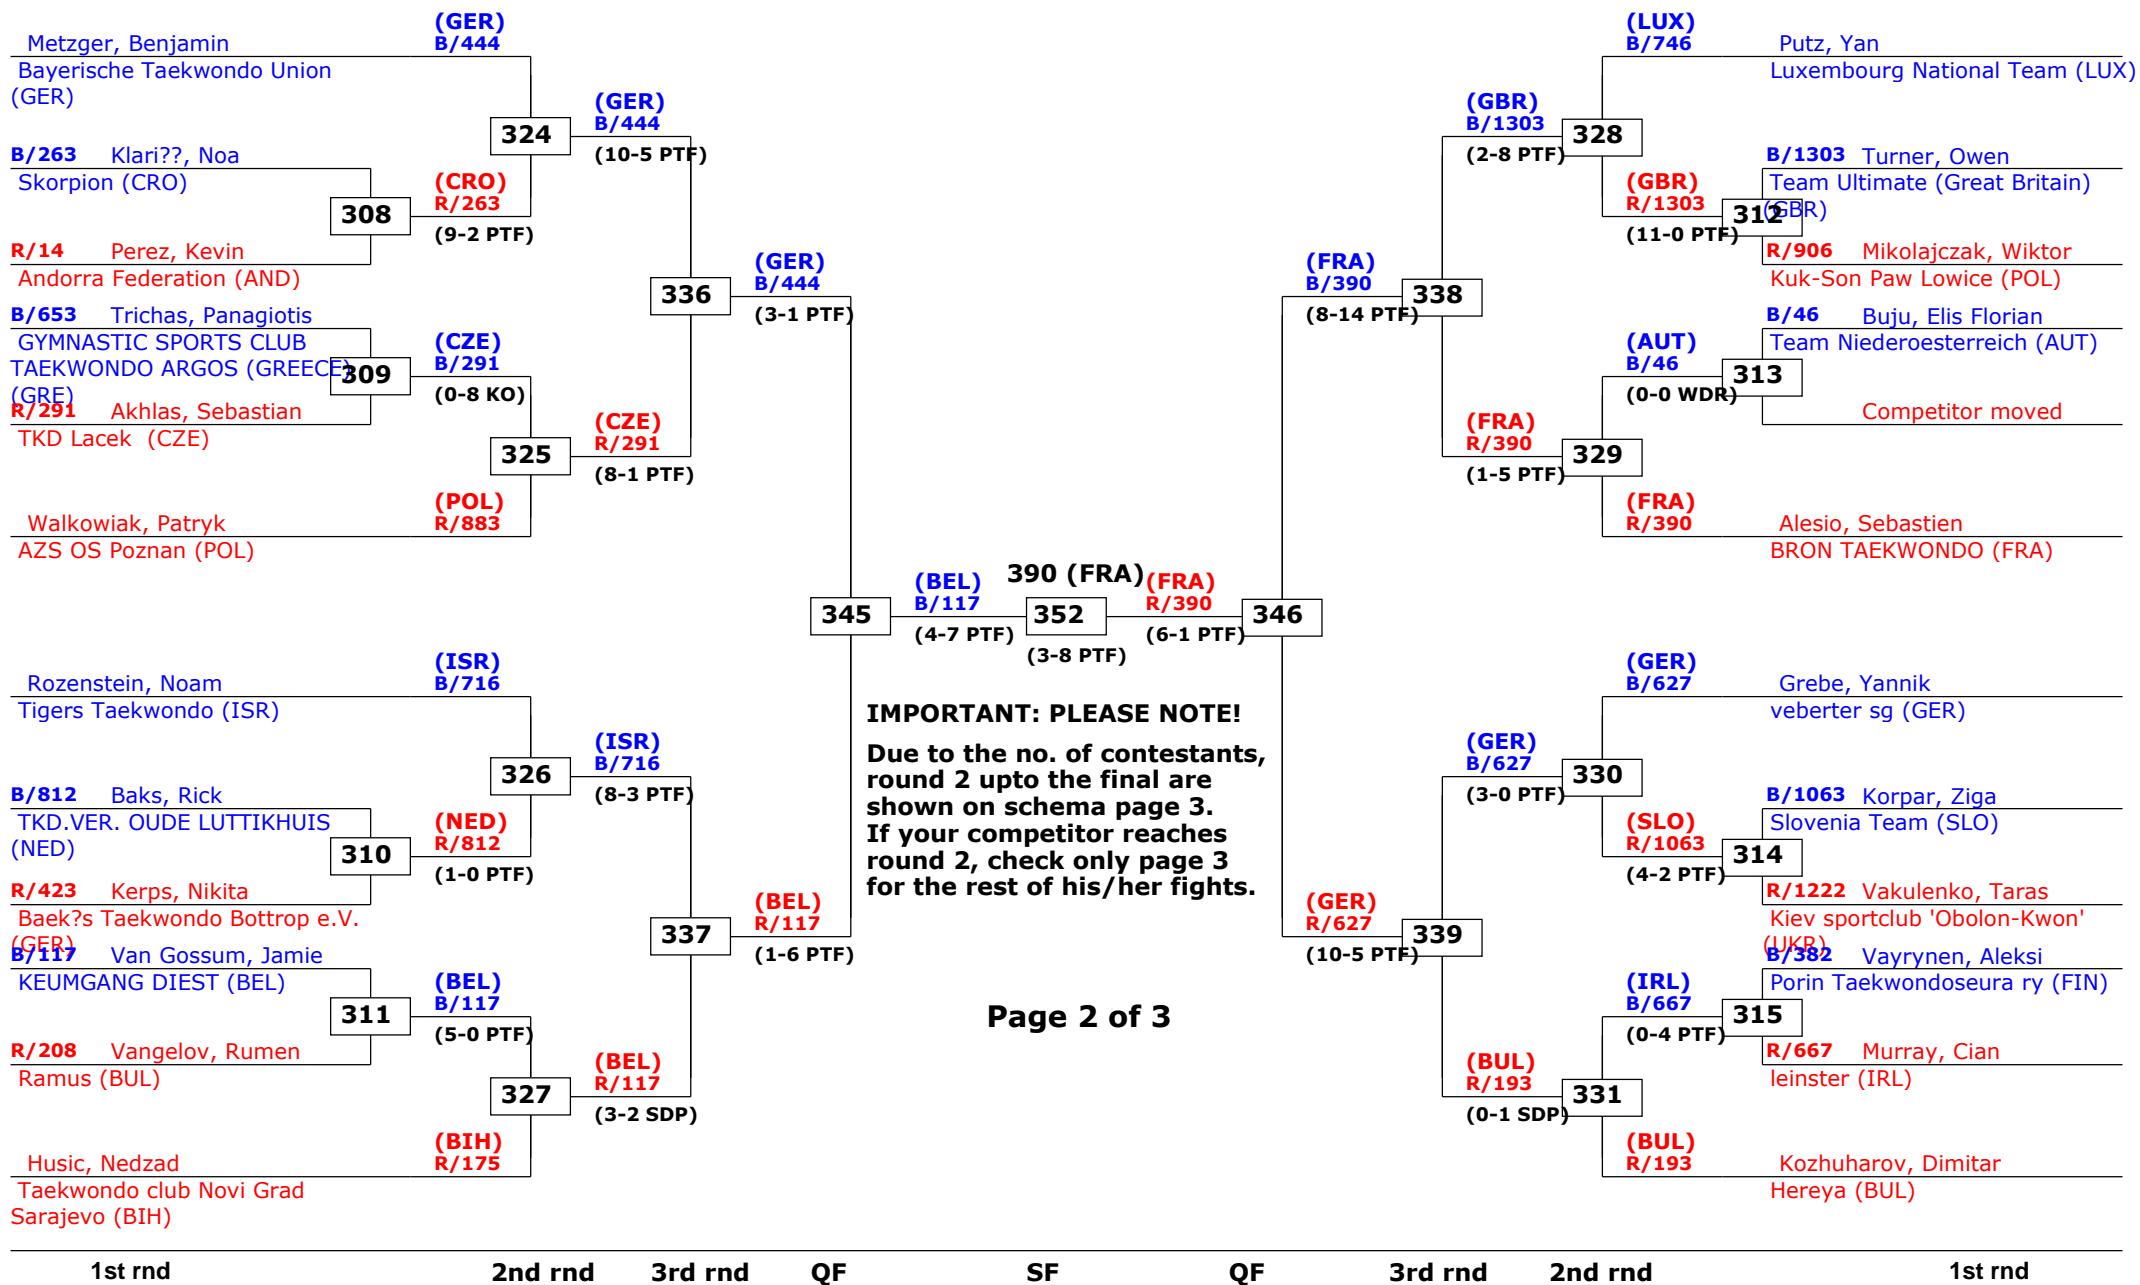 (GER)
B/444
Metzger, Benjamin
Bayerische Taekwondo Union
(GER)
(GER)
B/444
324
(10-5 PTF)
B/263 Klari??, Noa
Skorpion (CRO)
308
(CRO)
R/263
(9-2 PTF)
R/14 Perez, Kevin
Andorra Federation (AND)
336
(GER)
B/444
(3-1 PTF)
B/653 Trichas, Panagiotis
GYMNASTIC SPORTS CLUB
TAEKWONDO ARGOS (GREECE)
(GRE)
309
(CZE)
B/291
(0-8 KO)
R/291 Akhlas, Sebastian
TKD Lacek (CZE)
325
(CZE)
R/291
(8-1 PTF)
(POL)
R/883
Walkowiak, Patryk
AZS OS Poznan (POL)
345
(BEL)
B/117
(4-7 PTF)
390 (FRA)
352
(3-8 PTF)
(FRA)
R/390
(6-1 PTF)
346
(ISR)
B/716
Rozenstein, Noam
Tigers Taekwondo (ISR)
326
(ISR)
B/716
(8-3 PTF)
B/812 Baks, Rick
TKD.VER. OUDE LUTTIKHUIS
(NED)
310
(NED)
R/812
(1-0 PTF)
R/423 Kerps, Nikita
Baek?s Taekwondo Bottrop e.V.
(GER)
337
(BEL)
R/117
(1-6 PTF)
B/117 Van Gossum, Jamie
KEUMGANG DIEST (BEL)
311
(BEL)
B/117
(5-0 PTF)
R/208 Vangelov, Rumen
Ramus (BUL)
327
(BEL)
R/117
(3-2 SDP)
(BIH)
R/175
Husic, Nedzad
Taekwondo club Novi Grad
Sarajevo (BIH)
IMPORTANT: PLEASE NOTE!
Due to the no. of contestants,
round 2 upto the final are
shown on schema page 3.
If your competitor reaches
round 2, check only page 3
for the rest of his/her fights.
Page 2 of 3
(LUX)
B/746
Putz, Yan
Luxembourg National Team (LUX)
(GBR)
B/1303
328
(2-8 PTF)
B/1303 Turner, Owen
Team Ultimate (Great Britain)
(GBR)
(GBR)
R/1303
312
(11-0 PTF)
R/906 Mikolajczak, Wiktor
Kuk-Son Paw Lowice (POL)
(FRA)
B/390
338
(8-14 PTF)
B/46 Buju, Elis Florian
Team Niederoesterreich (AUT)
(AUT)
B/46
313
(0-0 WDR)
Competitor moved
(FRA)
R/390
329
(1-5 PTF)
(FRA)
R/390
Alesio, Sebastien
BRON TAEKWONDO (FRA)
(GER)
B/627
Grebe, Yannik
veberter sg (GER)
(GER)
B/627
330
(3-0 PTF)
B/1063 Korpar, Ziga
Slovenia Team (SLO)
(SLO)
R/1063
314
(4-2 PTF)
R/1222 Vakulenko, Taras
Kiev sportclub 'Obolon-Kwon'
(UKR)
(GER)
R/627
339
(10-5 PTF)
B/382 Vayrynen, Aleksi
Porin Taekwondoseura ry (FIN)
(IRL)
B/667
315
(0-4 PTF)
R/667 Murray, Cian
leinster (IRL)
(BUL)
R/193
331
(0-1 SDP)
(BUL)
R/193
Kozhuharov, Dimitar
Hereya (BUL)
1st rnd 2nd rnd 3rd rnd QF SF QF 3rd rnd 2nd rnd 1st rnd